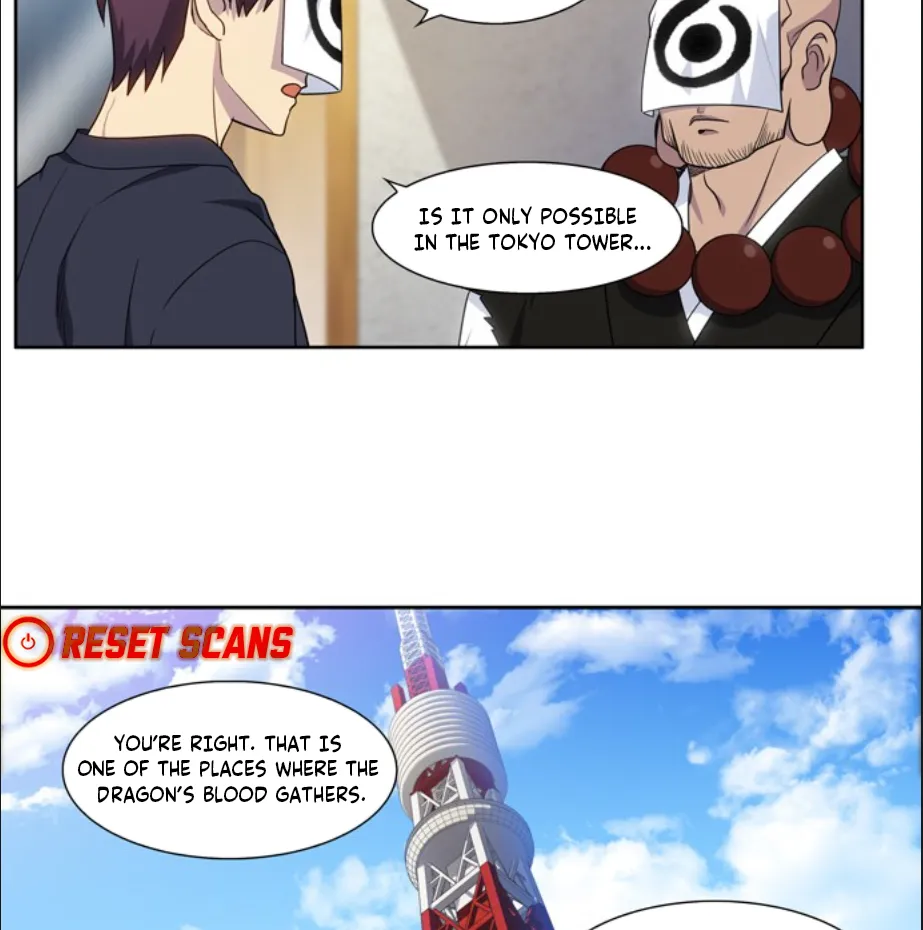 IS IT ONLY POSSIBLE
IN THE TOKYO TOWER...
RESET SCANS
YOU'RE RIGHT. THAT IS
ONE OF THE PLACES WHERE THE
DRAGON'S BLOOD GATHERS.